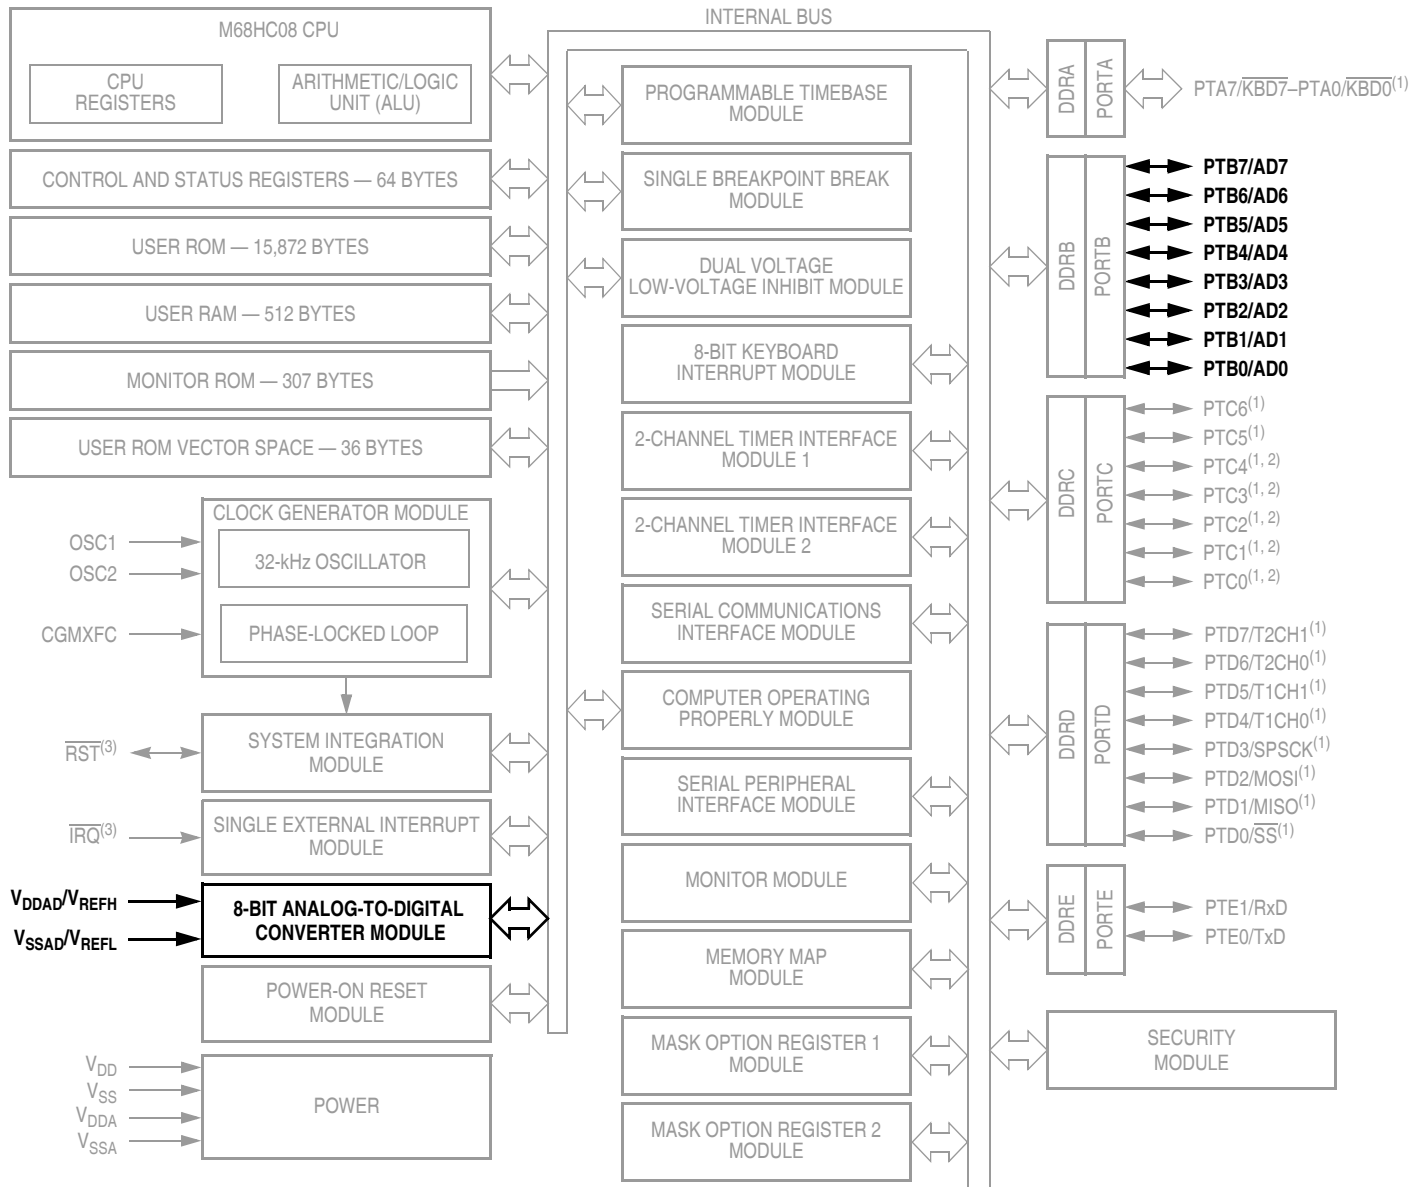 INTERNAL BUS
M68HC08 CPU
CPU
REGISTERS
ARITHMETIC/LOGIC
UNIT (ALU)
CONTROL AND STATUS REGISTERS — 64 BYTES
USER ROM — 15,872 BYTES
USER RAM — 512 BYTES
MONITOR ROM — 307 BYTES
USER ROM VECTOR SPACE — 36 BYTES
CLOCK GENERATOR MODULE
32-kHz OSCILLATOR
PHASE-LOCKED LOOP
OSC1
OSC2
CGMXFC
SYSTEM INTEGRATION
MODULE
RST(3)
SINGLE EXTERNAL INTERRUPT
MODULE
IRQ(3)
8-BIT ANALOG-TO-DIGITAL
CONVERTER MODULE
VDDAD/VREFH
VSSAD/VREFL
POWER-ON RESET
MODULE
POWER
VDD
VSS
VDDA
VSSA
PROGRAMMABLE TIMEBASE
MODULE
SINGLE BREAKPOINT BREAK
MODULE
DUAL VOLTAGE
LOW-VOLTAGE INHIBIT MODULE
8-BIT KEYBOARD
INTERRUPT MODULE
2-CHANNEL TIMER INTERFACE
MODULE 1
2-CHANNEL TIMER INTERFACE
MODULE 2
SERIAL COMMUNICATIONS
INTERFACE MODULE
COMPUTER OPERATING
PROPERLY MODULE
SERIAL PERIPHERAL
INTERFACE MODULE
MONITOR MODULE
MEMORY MAP
MODULE
MASK OPTION REGISTER 1
MODULE
MASK OPTION REGISTER 2
MODULE
DDRA
PORTA
PTA7/KBD7–PTA0/KBD0(1)
DDRB
PORTB
PTB7/AD7
PTB6/AD6
PTB5/AD5
PTB4/AD4
PTB3/AD3
PTB2/AD2
PTB1/AD1
PTB0/AD0
DDRC
PORTC
PTC6(1)
PTC5(1)
PTC4(1, 2)
PTC3(1, 2)
PTC2(1, 2)
PTC1(1, 2)
PTC0(1, 2)
DDRD
PORTD
PTD7/T2CH1(1)
PTD6/T2CH0(1)
PTD5/T1CH1(1)
PTD4/T1CH0(1)
PTD3/SPSCK(1)
PTD2/MOSI(1)
PTD1/MISO(1)
PTD0/SS(1)
DDRE
PORTE
PTE1/RxD
PTE0/TxD
SECURITY
MODULE